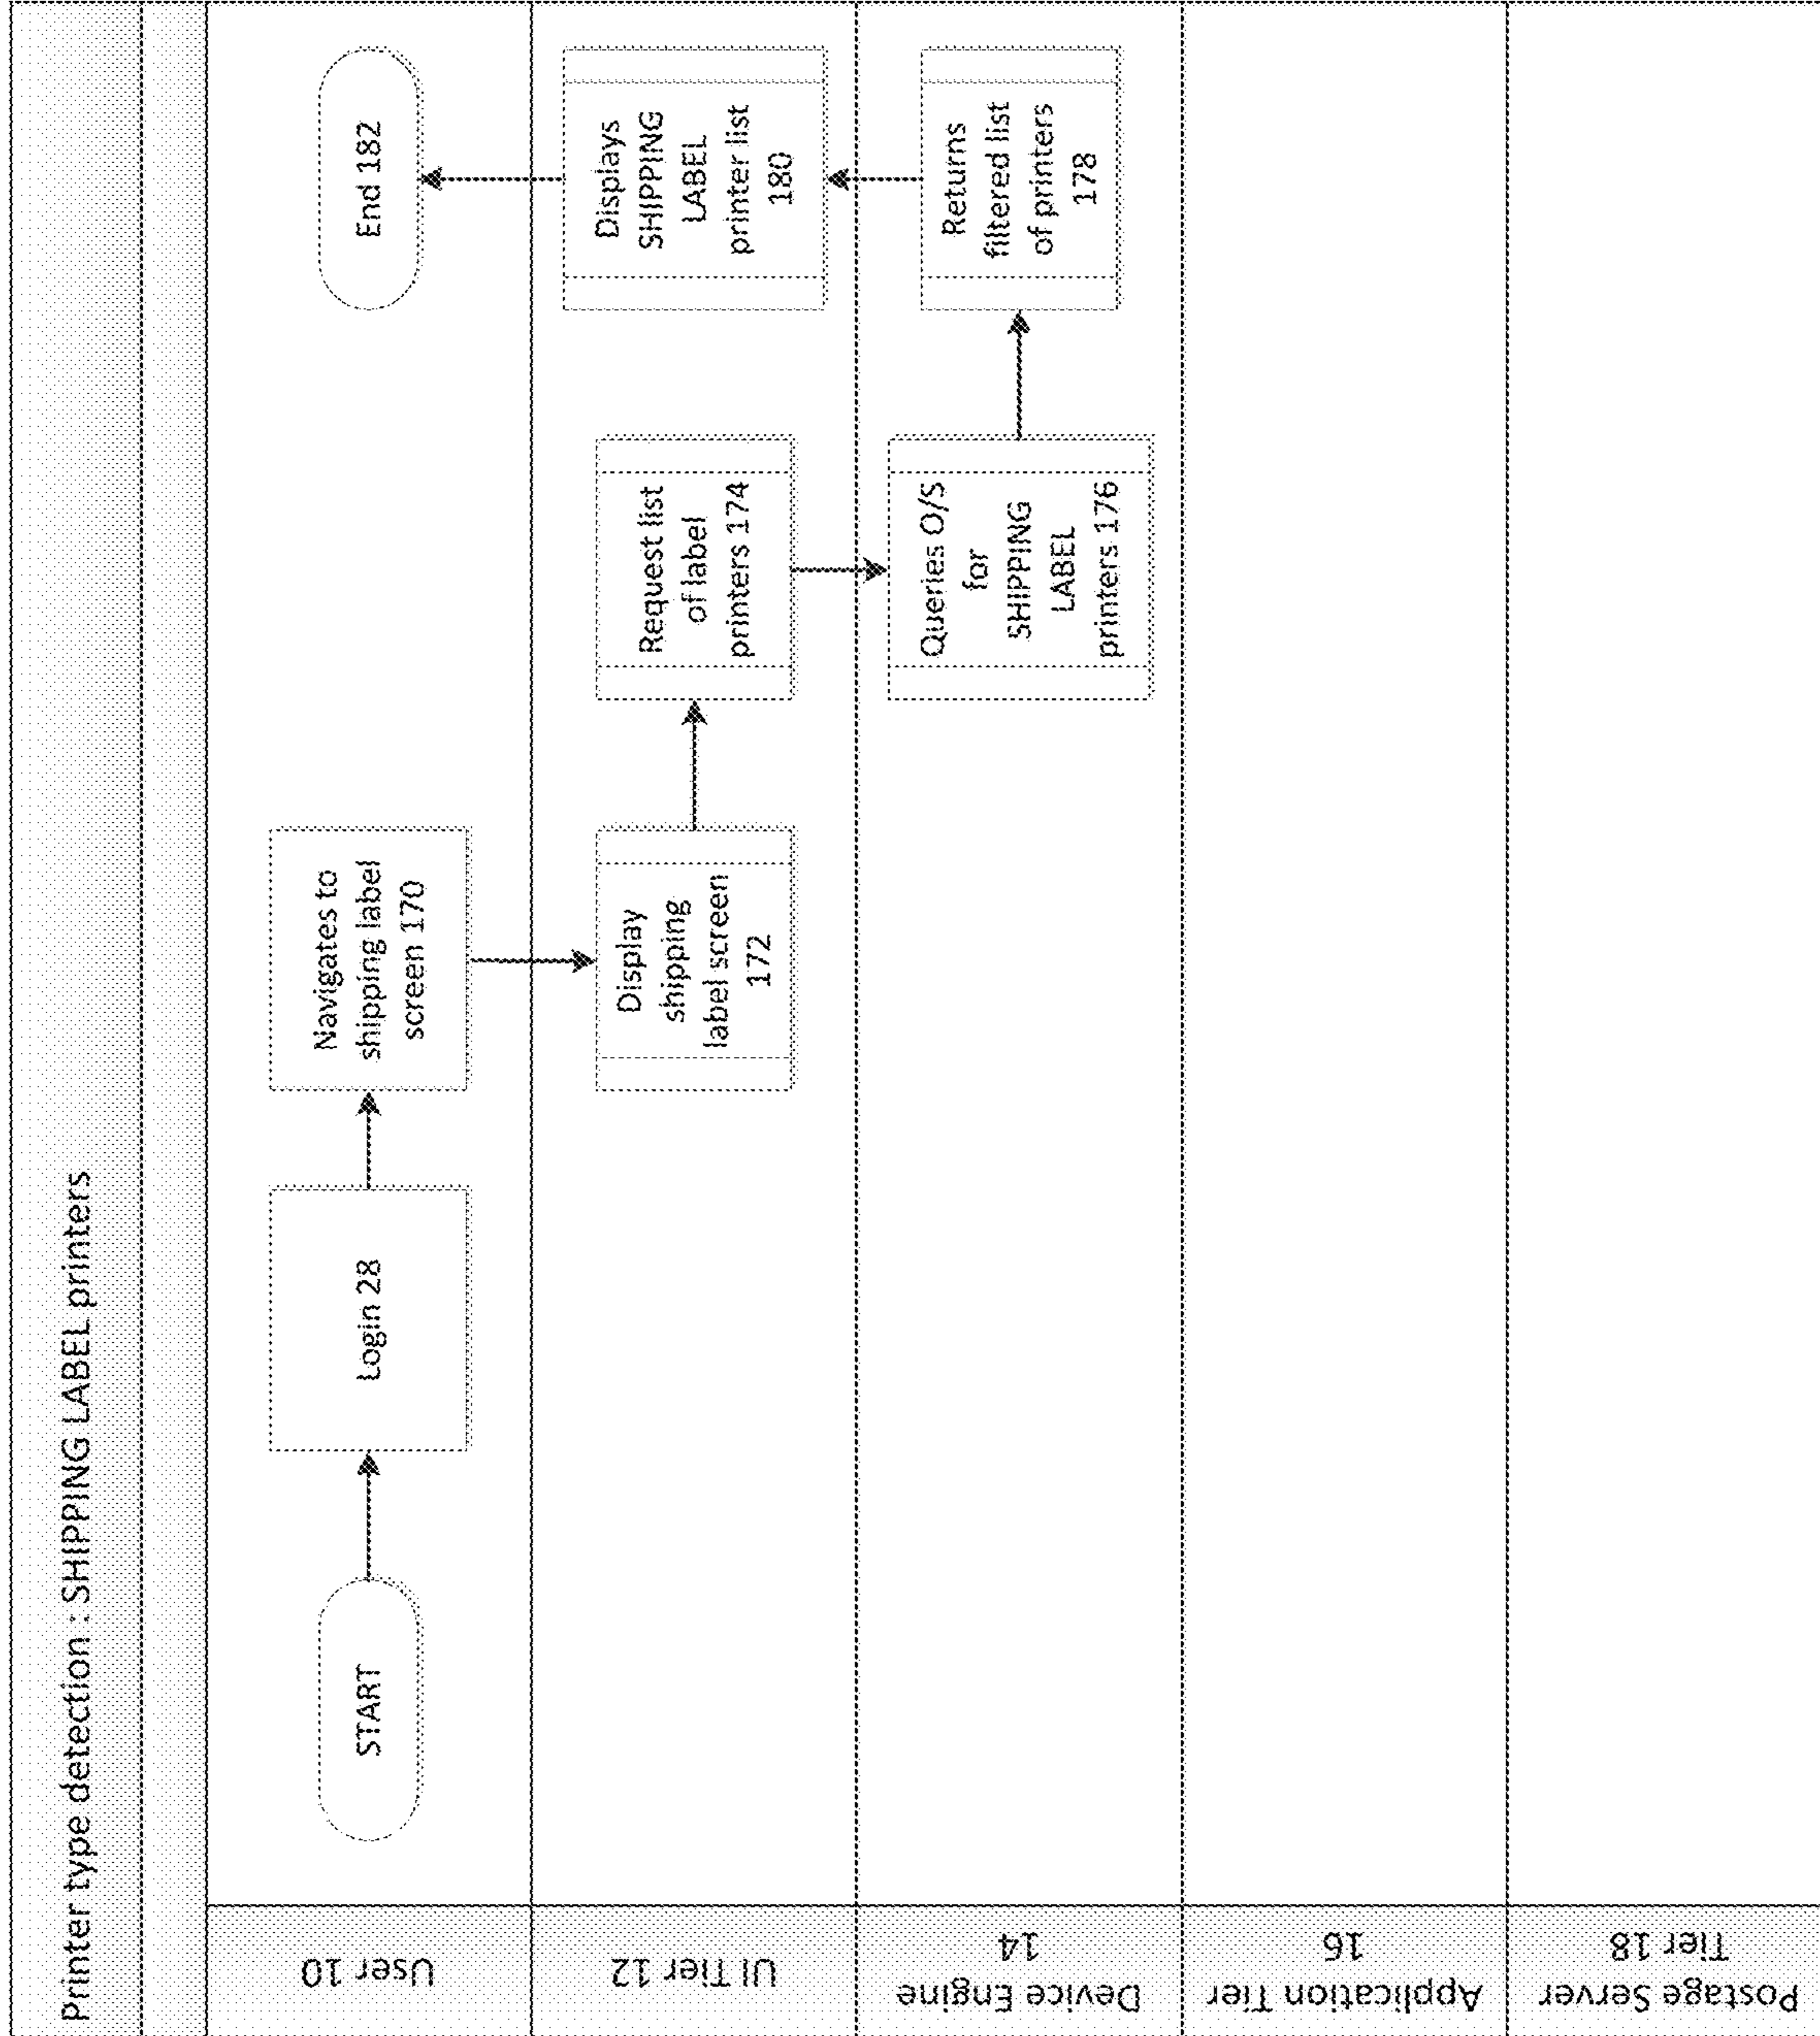 Printer type detection : SHIPPING LABEL printers
User 10
START
Login 28
Navigates to
shipping label
screen 170
End 182
UI Tier 12
Display
shipping
label screen
172
Request list
of label
printers 174
Displays
SHIPPING
LABEL
printer list
180
Device Engine
14
Queries O/S
for
SHIPPING
LABEL
printers 176
Returns
filtered list
of printers
178
Application Tier
16
Postage Server
Tier 18